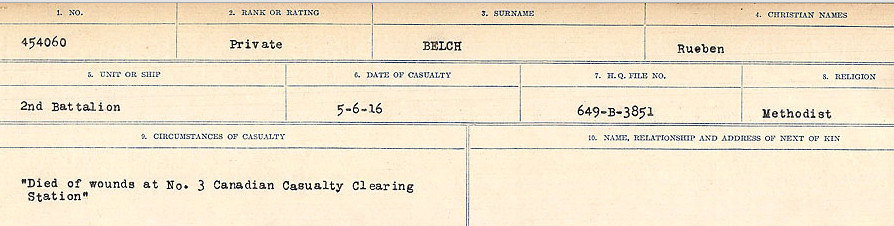 1. NO. 2. RANK OR RATING 3. SURNAME 4. CHRISTIAN NAMES
454060 Private BELCH Rueben
5. UNIT OR SHIP 6. DATE OF CASUALTY 7. H.Q. FILE NO. 8. RELIGION
2nd Battalion 5-6-16 649-B-3851 Methodist
9. CIRCUMSTANCES OF CASUALTY 10. NAME, RELATIONSHIP AND ADDRESS OF NEXT OF KIN
"Died of wounds at No. 3 Canadian Casualty Clearing
Station"